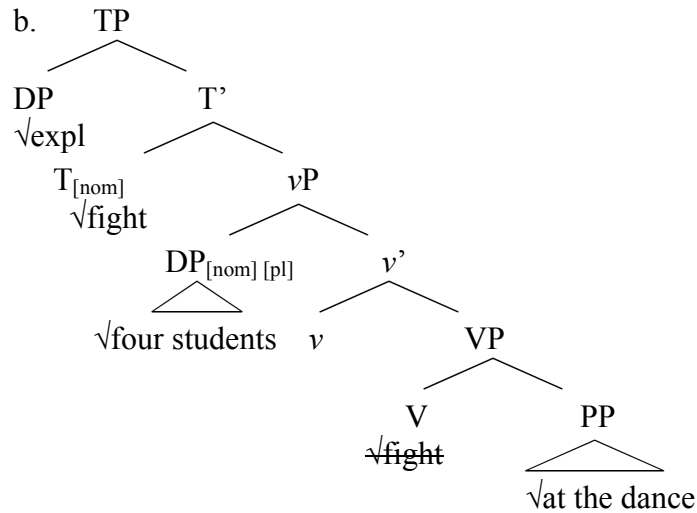 b. TP
DP T’
√expl
T[nom] vP
√fight
DP[nom] [pl] v’
√four students v VP
V PP
√fight
√at the dance